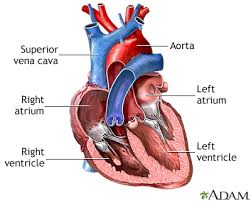 Superior
vena cava
Aorta
Left
atrium
Right
atrium
Right
ventricle
Left
ventricle
ADAM.